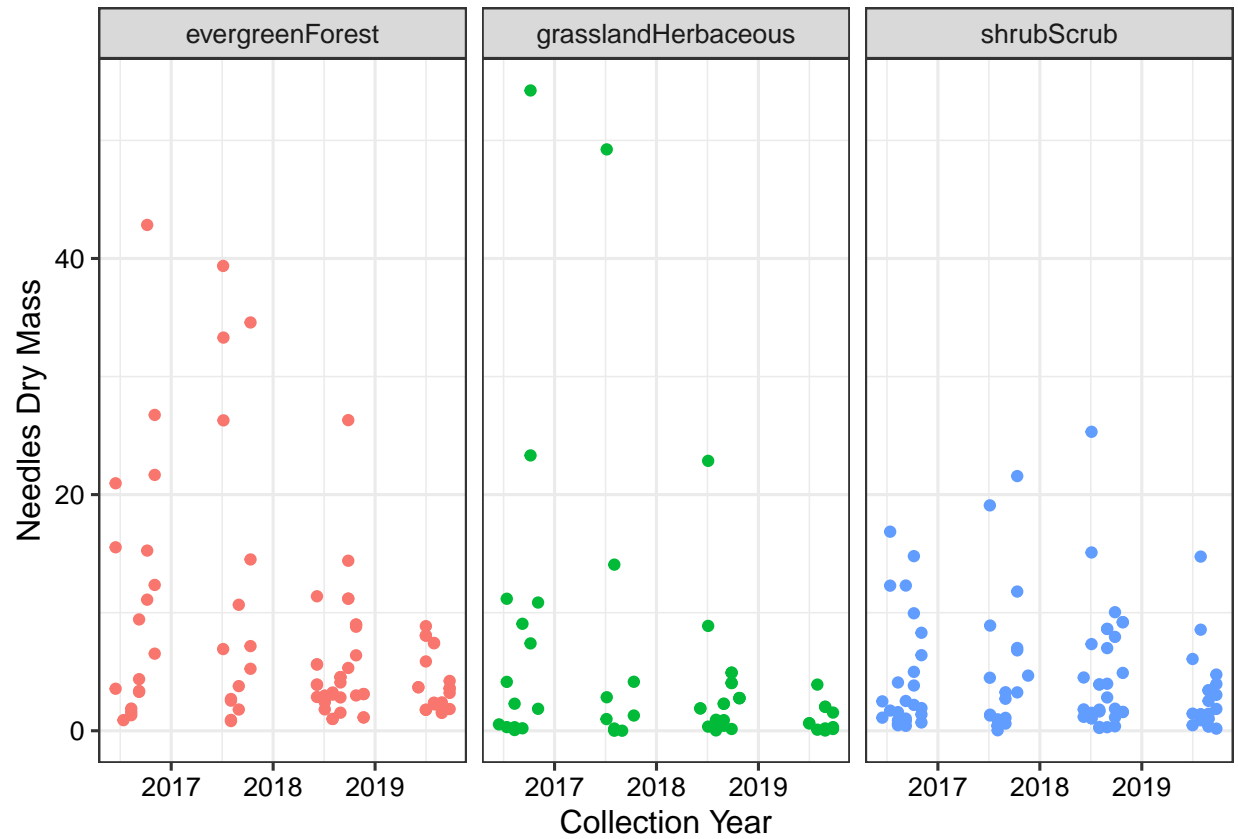 evergreenForest grasslandHerbaceous shrubScrub
40
20
0
Needles Dry Mass
2017 2018 2019 2017 2018 2019 2017 2018 2019
Collection Year